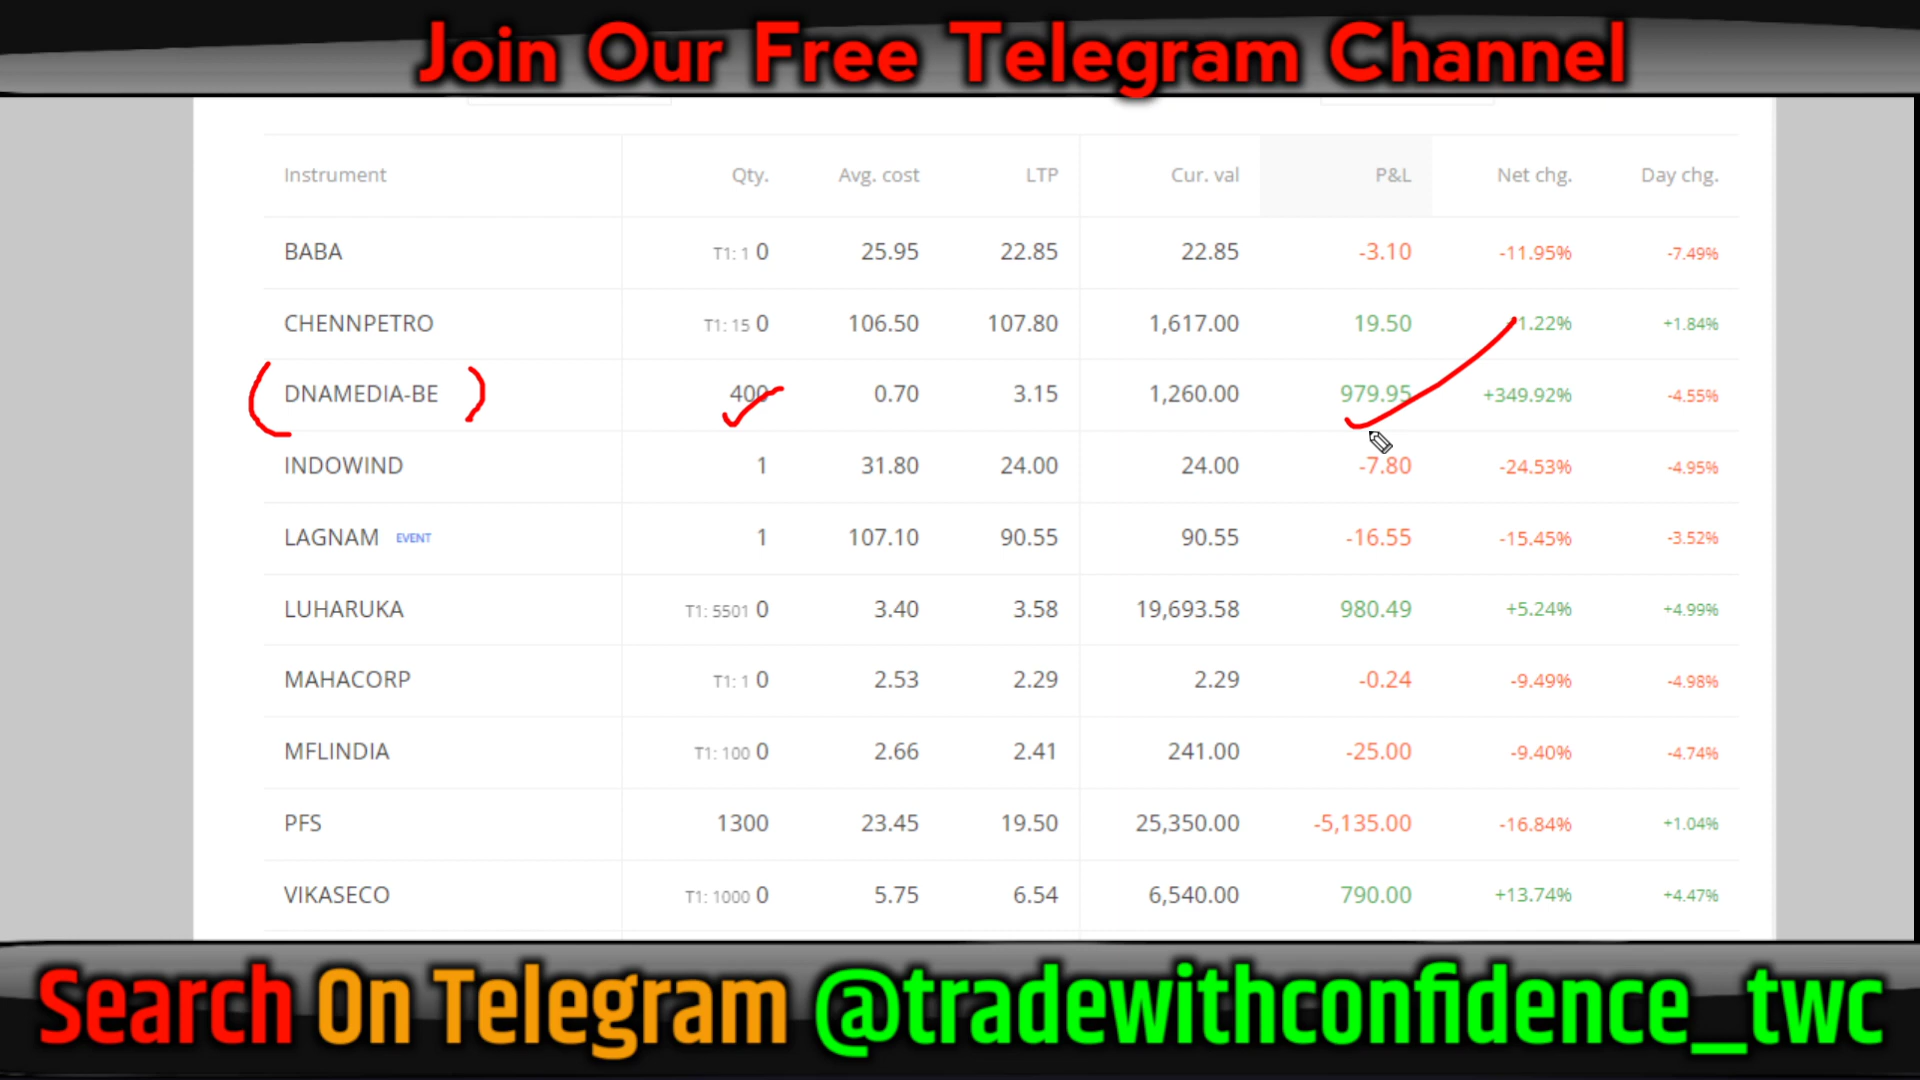 Join Our Free Telegram Channel
Instrument Qty. Avg. cost LTP Cur. val P&L Net chg. Day chg.
BABA T1: 1 0 25.95 22.85 22.85 -3.10 -11.95% -7.49%
CHENNPETRO T1: 15 0 106.50 107.80 1,617.00 19.50 1.22% +1.84%
DNAMEDIA-BE 400 0.70 3.15 1,260.00 979.95 +349.92% -4.55%
INDOWIND 1 31.80 24.00 24.00 -7.80 -24.53% -4.95%
LAGNAM EVENT 1 107.10 90.55 90.55 -16.55 -15.45% -3.52%
LUHARUKA T1: 5501 0 3.40 3.58 19,693.58 980.49 +5.24% +4.99%
MAHACORP T1: 1 0 2.53 2.29 2.29 -0.24 -9.49% -4.98%
MFLINDIA T1: 100 0 2.66 2.41 241.00 -25.00 -9.40% -4.74%
PFS 1300 23.45 19.50 25,350.00 -5,135.00 -16.84% +1.04%
VIKASECO T1: 1000 0 5.75 6.54 6,540.00 790.00 +13.74% +4.47%
Search On Telegram @tradewithconfidence_twc